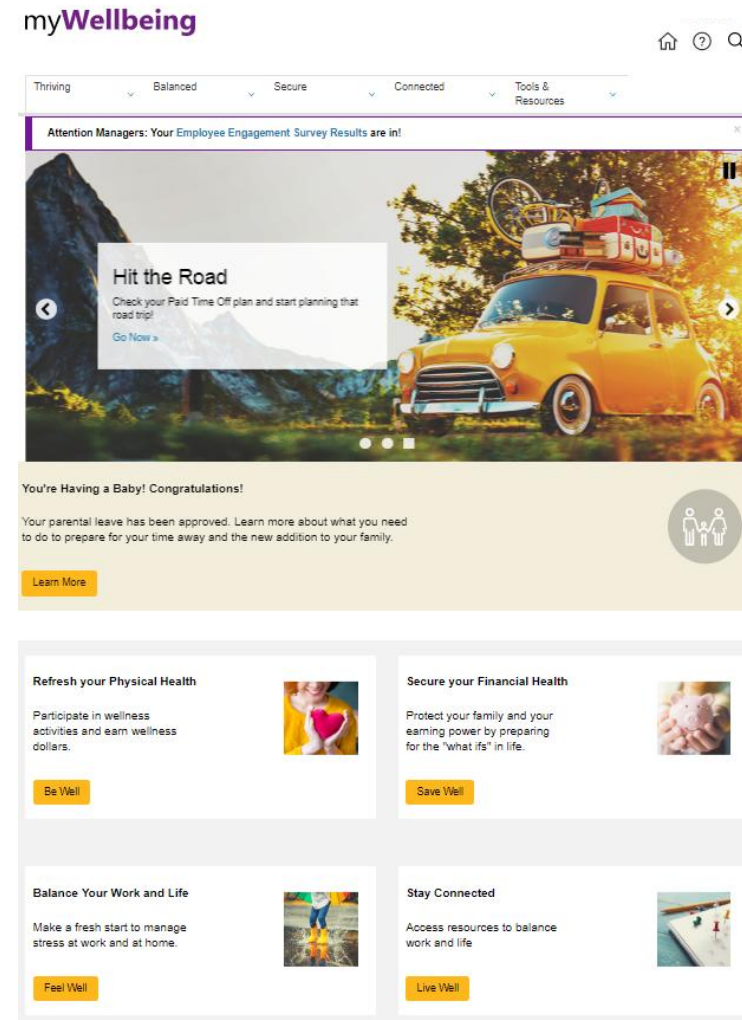 myWellbeing
Thriving
Balanced
Secure
Connected
Tools &
Resources
Attention Managers: Your Employee Engagement Survey Results are in!
Hit the Road
Check your Paid Time Off plan and start planning that
road trip!
Go Now »
You're Having a Baby! Congratulations!
Your parental leave has been approved. Learn more about what you need
to do to prepare for your time away and the new addition to your family.
Learn More
Refresh your Physical Health
Participate in wellness
activities and earn wellness
dollars.
Be Well
Secure your Financial Health
Protect your family and your
earning power by preparing
for the "what ifs" in life.
Save Well
Balance Your Work and Life
Make a fresh start to manage
stress at work and at home.
Feel Well
Stay Connected
Access resources to balance
work and life
Live Well